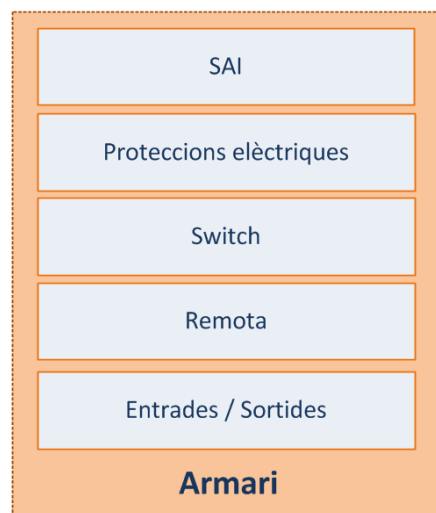 SAI
Proteccions elèctriques
Switch
Remota
Entrades / Sortides
Armari